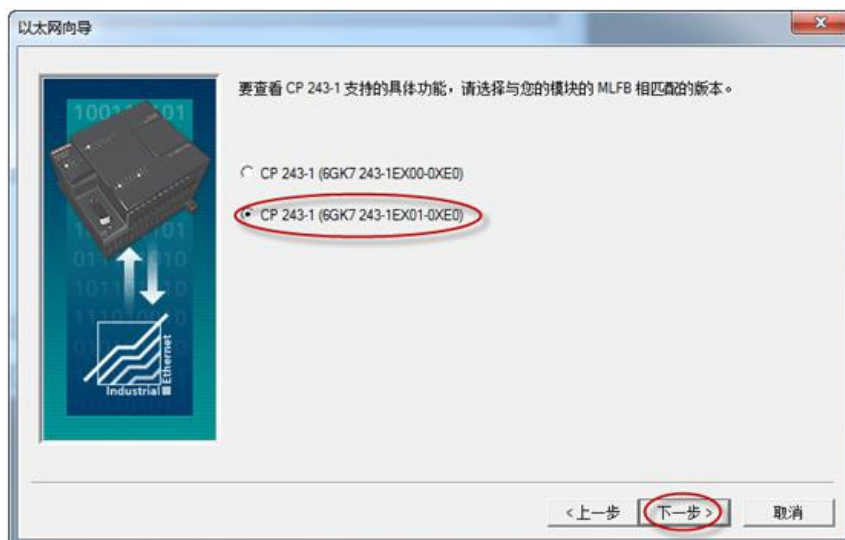 以太网向导
要查看 CP 243-1 支持的具体功能，请选择与您的模块的 MLFB 相匹配的版本。
CP 243-1 (6GK7 243-1EX00-0XE0)
CP 243-1 (6GK7 243-1EX01-0XE0)
Industrial
Ethernet
<上一步
下一步>
取消